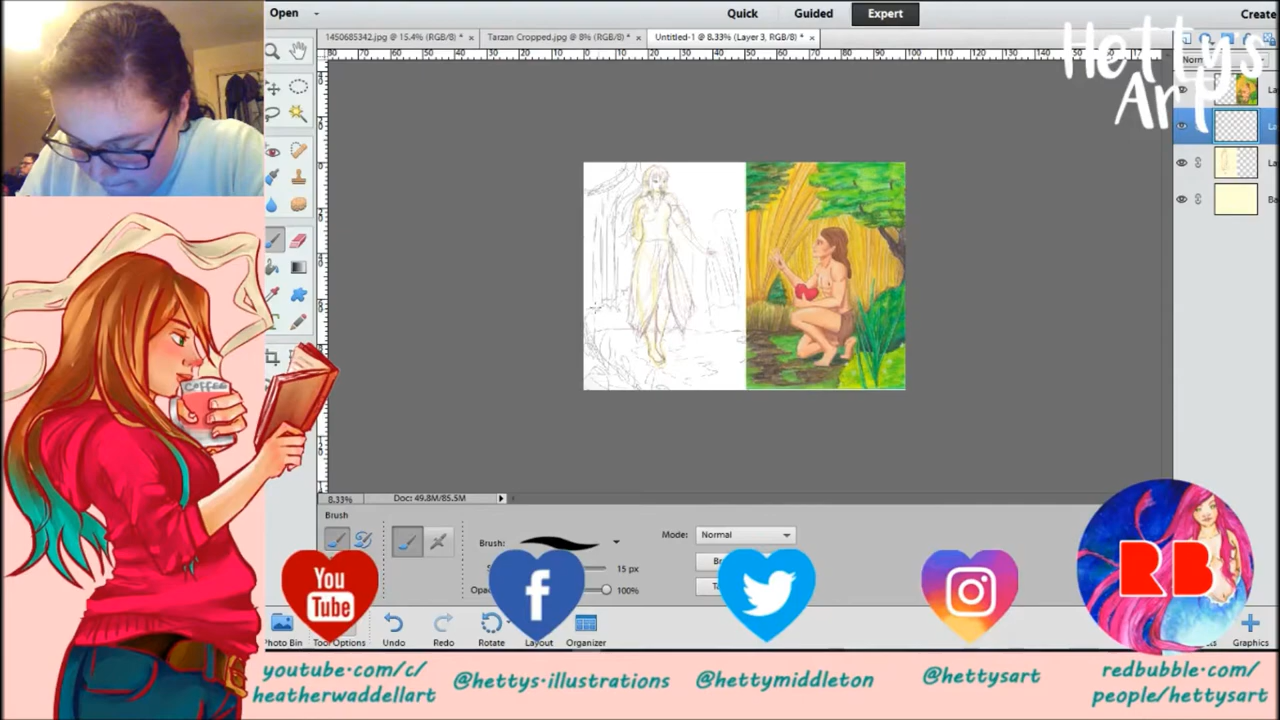 Open
Quick
Guided
Expert
Create
1450685342.jpg @ 15.4% (RGB/8) * ×
Tarzan Cropped.jpg @ 8% (RGB/8) * ×
Untitled-1 @ 8.33% (Layer 3, RGB/8) * ×
Hettys
Art
8.33%
Doc: 49.8M/85.5M
Brush
Brush:
Mode:
Normal
15 px
100%
COFFEE
You
Tube
f
RB
Photo Bin
Tool Options
Undo
Redo
Rotate
Layout
Organizer
Graphics
youtube.com/c/
heatherwaddellart
@hettys.illustrations
@hettymiddleton
@hettysart
redbubble.com/
people/hettysart